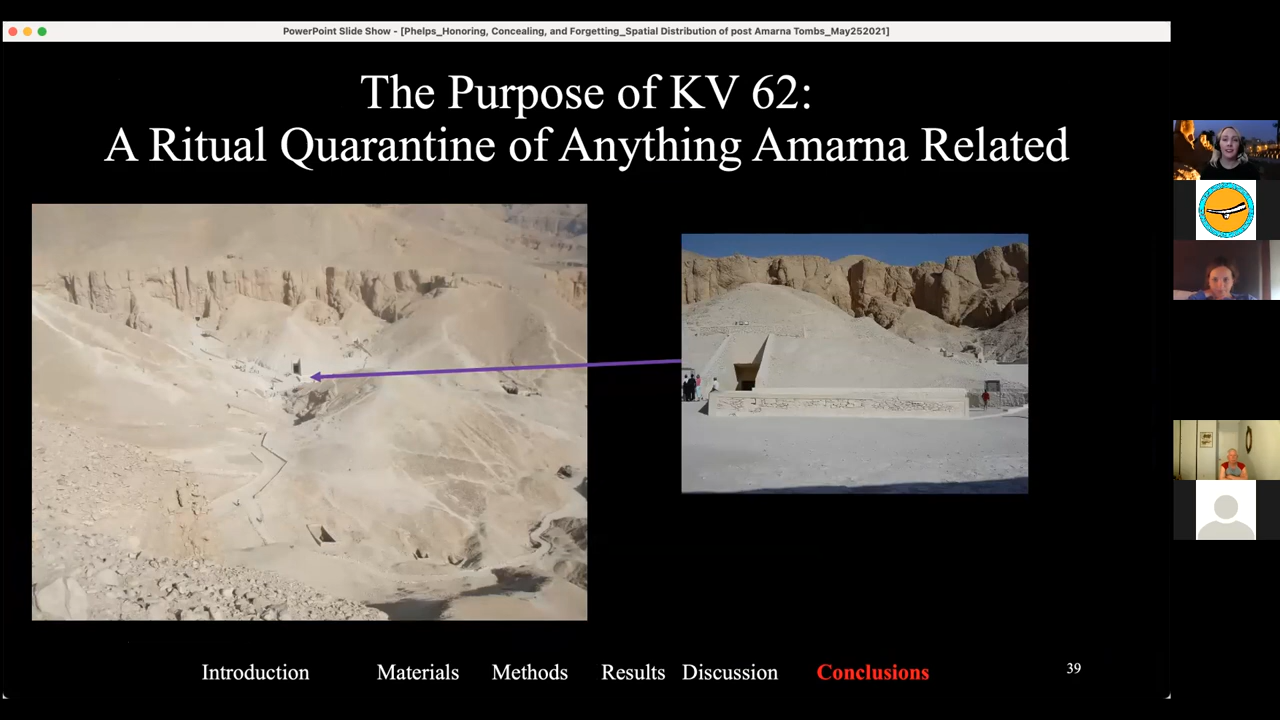 PowerPoint Slide Show - [Phelps_Honoring, Concealing, and Forgetting_Spatial Distribution of post Amarna Tombs_May252021]
The Purpose of KV 62:
A Ritual Quarantine of Anything Amarna Related
Introduction Materials Methods Results Discussion Conclusions 39